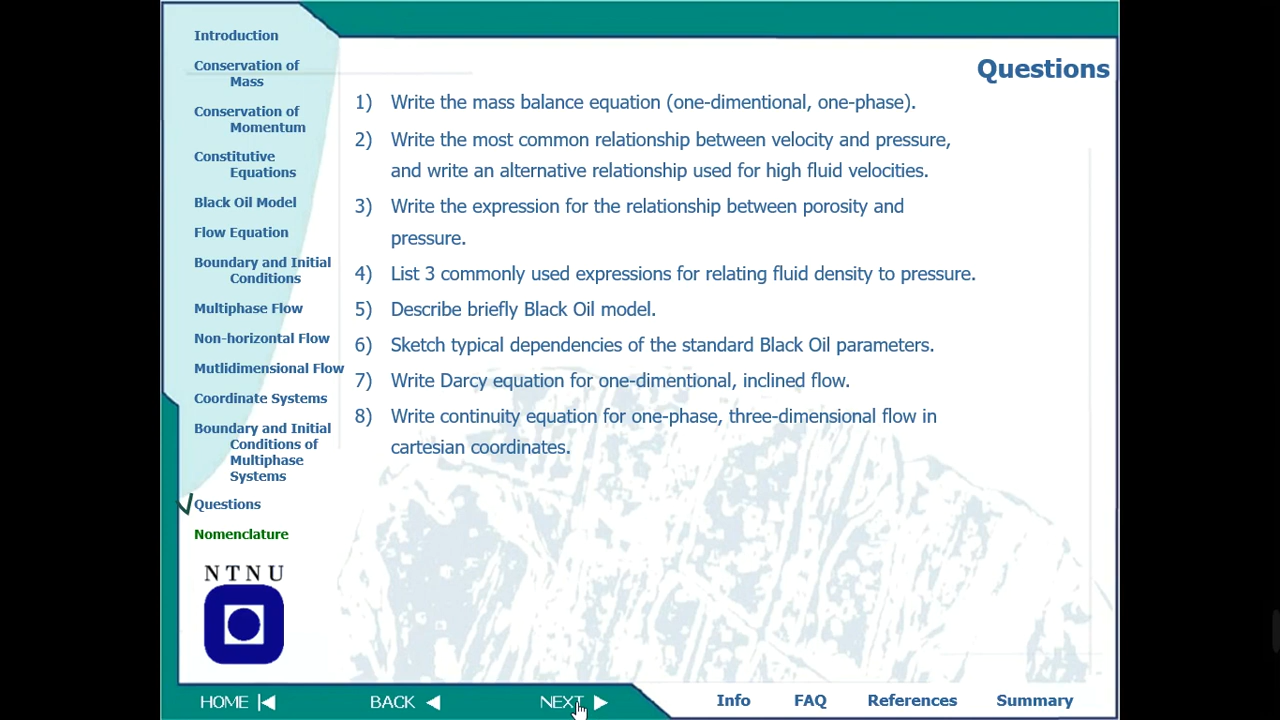 Introduction
Conservation of
Mass
Conservation of
Momentum
Constitutive
Equations
Black Oil Model
Flow Equation
Boundary and Initial
Conditions
Multiphase Flow
Non-horizontal Flow
Mutlidimensional Flow
Coordinate Systems
Boundary and Initial
Conditions of
Multiphase
Systems
Questions
Nomenclature
NTNU
Questions
1) Write the mass balance equation (one-dimentional, one-phase).
2) Write the most common relationship between velocity and pressure,
and write an alternative relationship used for high fluid velocities.
3) Write the expression for the relationship between porosity and
pressure.
4) List 3 commonly used expressions for relating fluid density to pressure.
5) Describe briefly Black Oil model.
6) Sketch typical dependencies of the standard Black Oil parameters.
7) Write Darcy equation for one-dimentional, inclined flow.
8) Write continuity equation for one-phase, three-dimensional flow in
cartesian coordinates.
HOME BACK NEXT Info FAQ References Summary